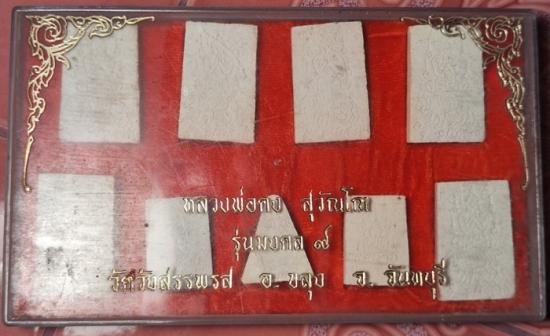 หลวงพ่อคง สุวัณโณ
รุ่นมงคล ๙
วัดวังสรรพรส อ.ขลุง จ.จันทบุรี